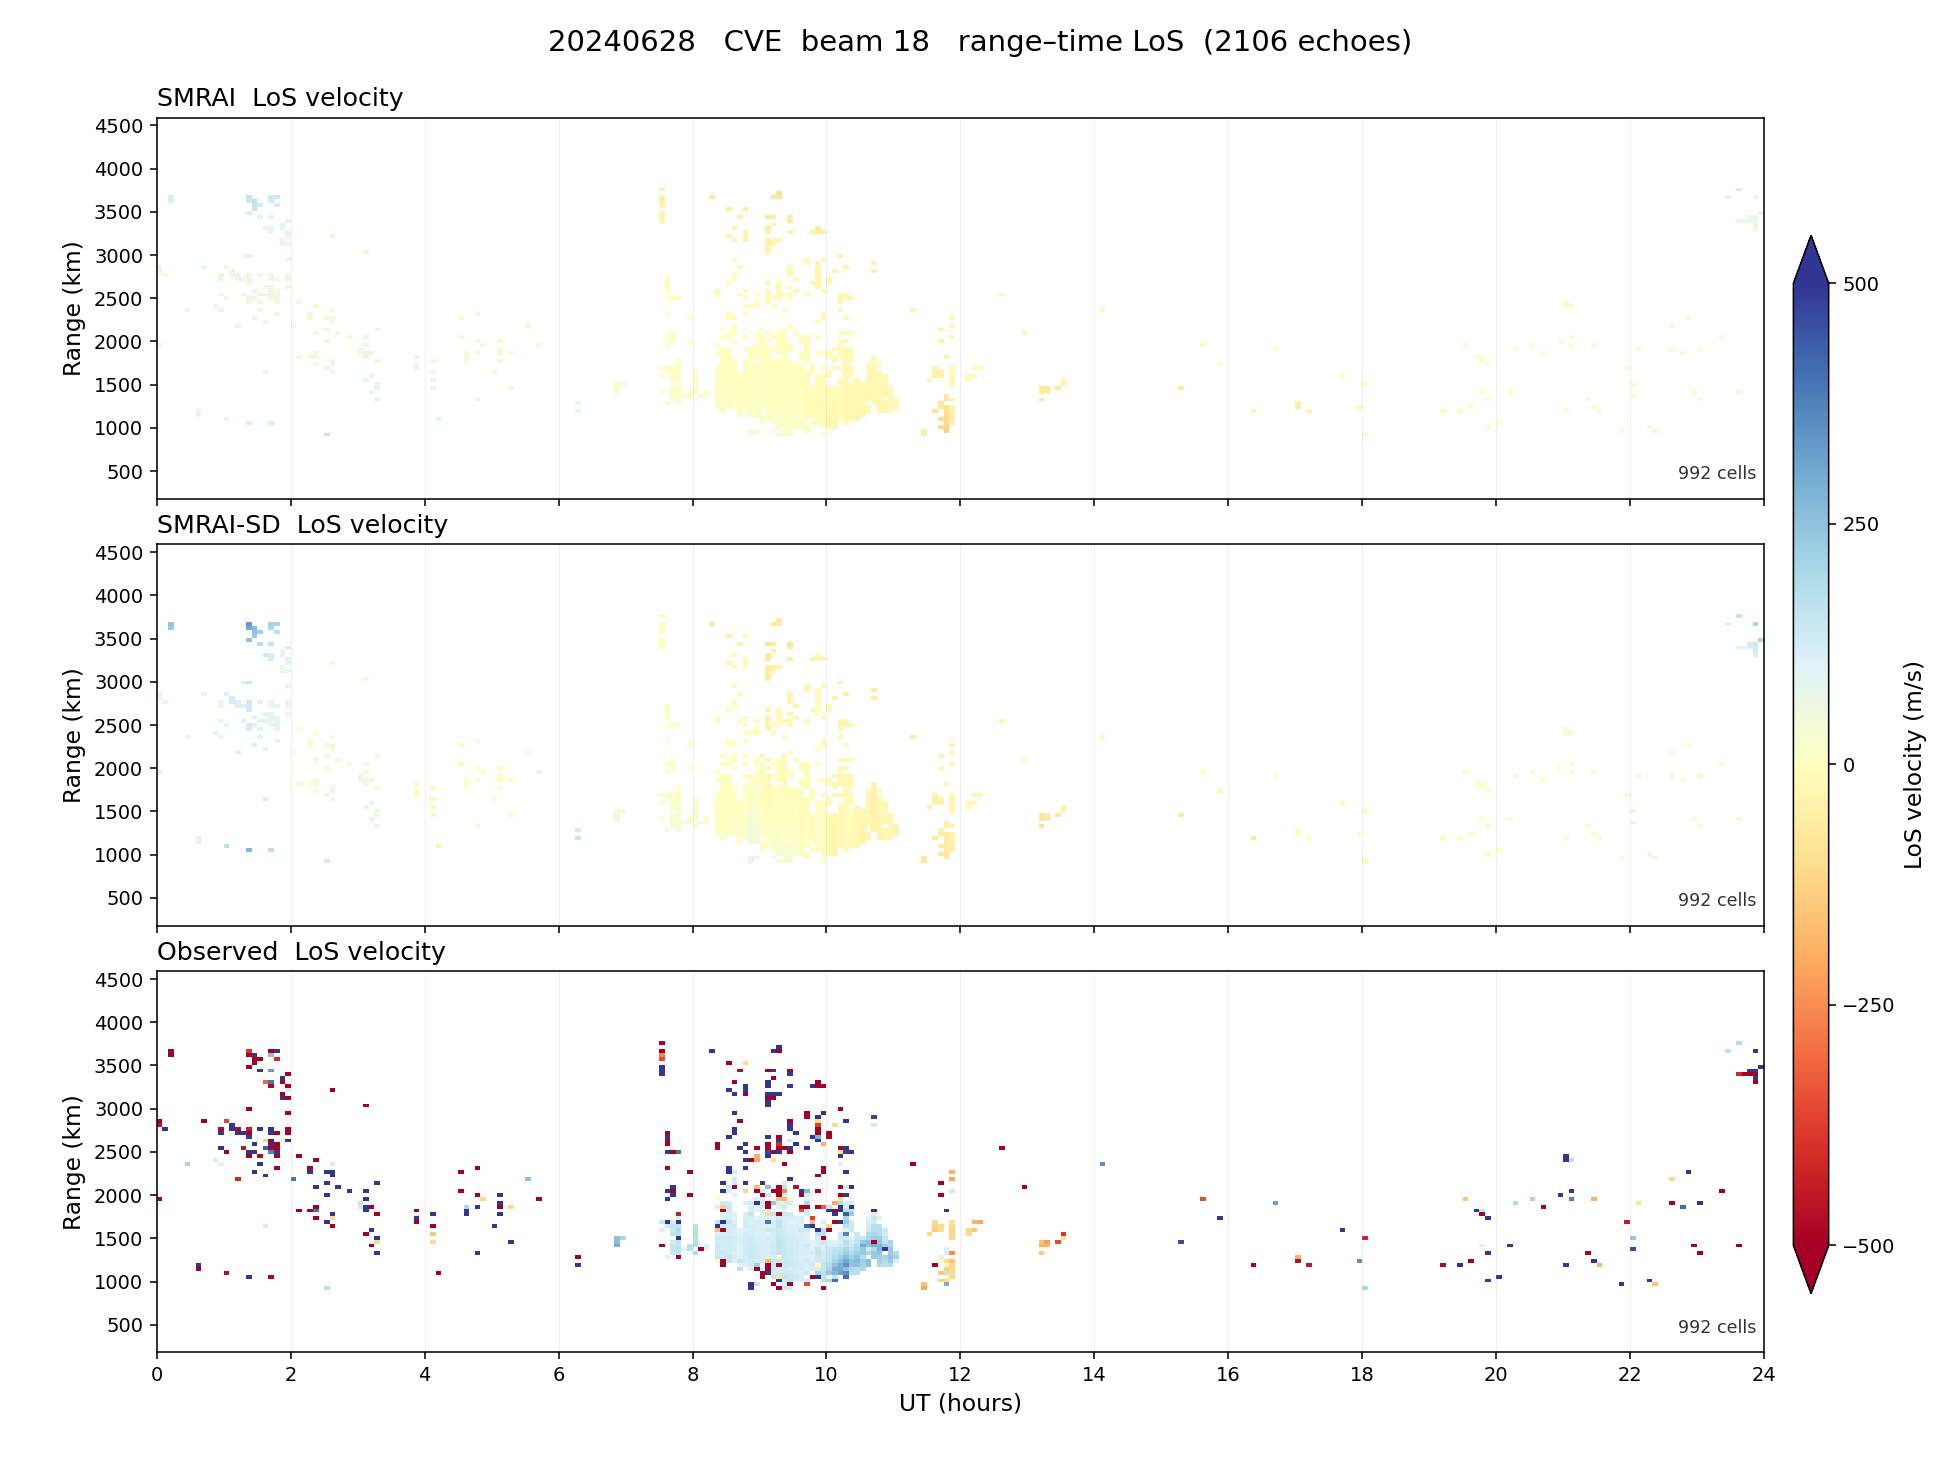 20240628   CVE  beam 18   range–time LoS  (2106 echoes)
SMRAI  LoS velocity
4500
4000
3500
3000
2500
2000
1500
1000
500
Range (km)
992 cells
SMRAI-SD  LoS velocity
4500
4000
3500
3000
2500
2000
1500
1000
500
Range (km)
992 cells
Observed  LoS velocity
4500
4000
3500
3000
2500
2000
1500
1000
500
Range (km)
992 cells
0 2 4 6 8 10 12 14 16 18 20 22 24
UT (hours)
500
250
0
−250
−500
LoS velocity (m/s)